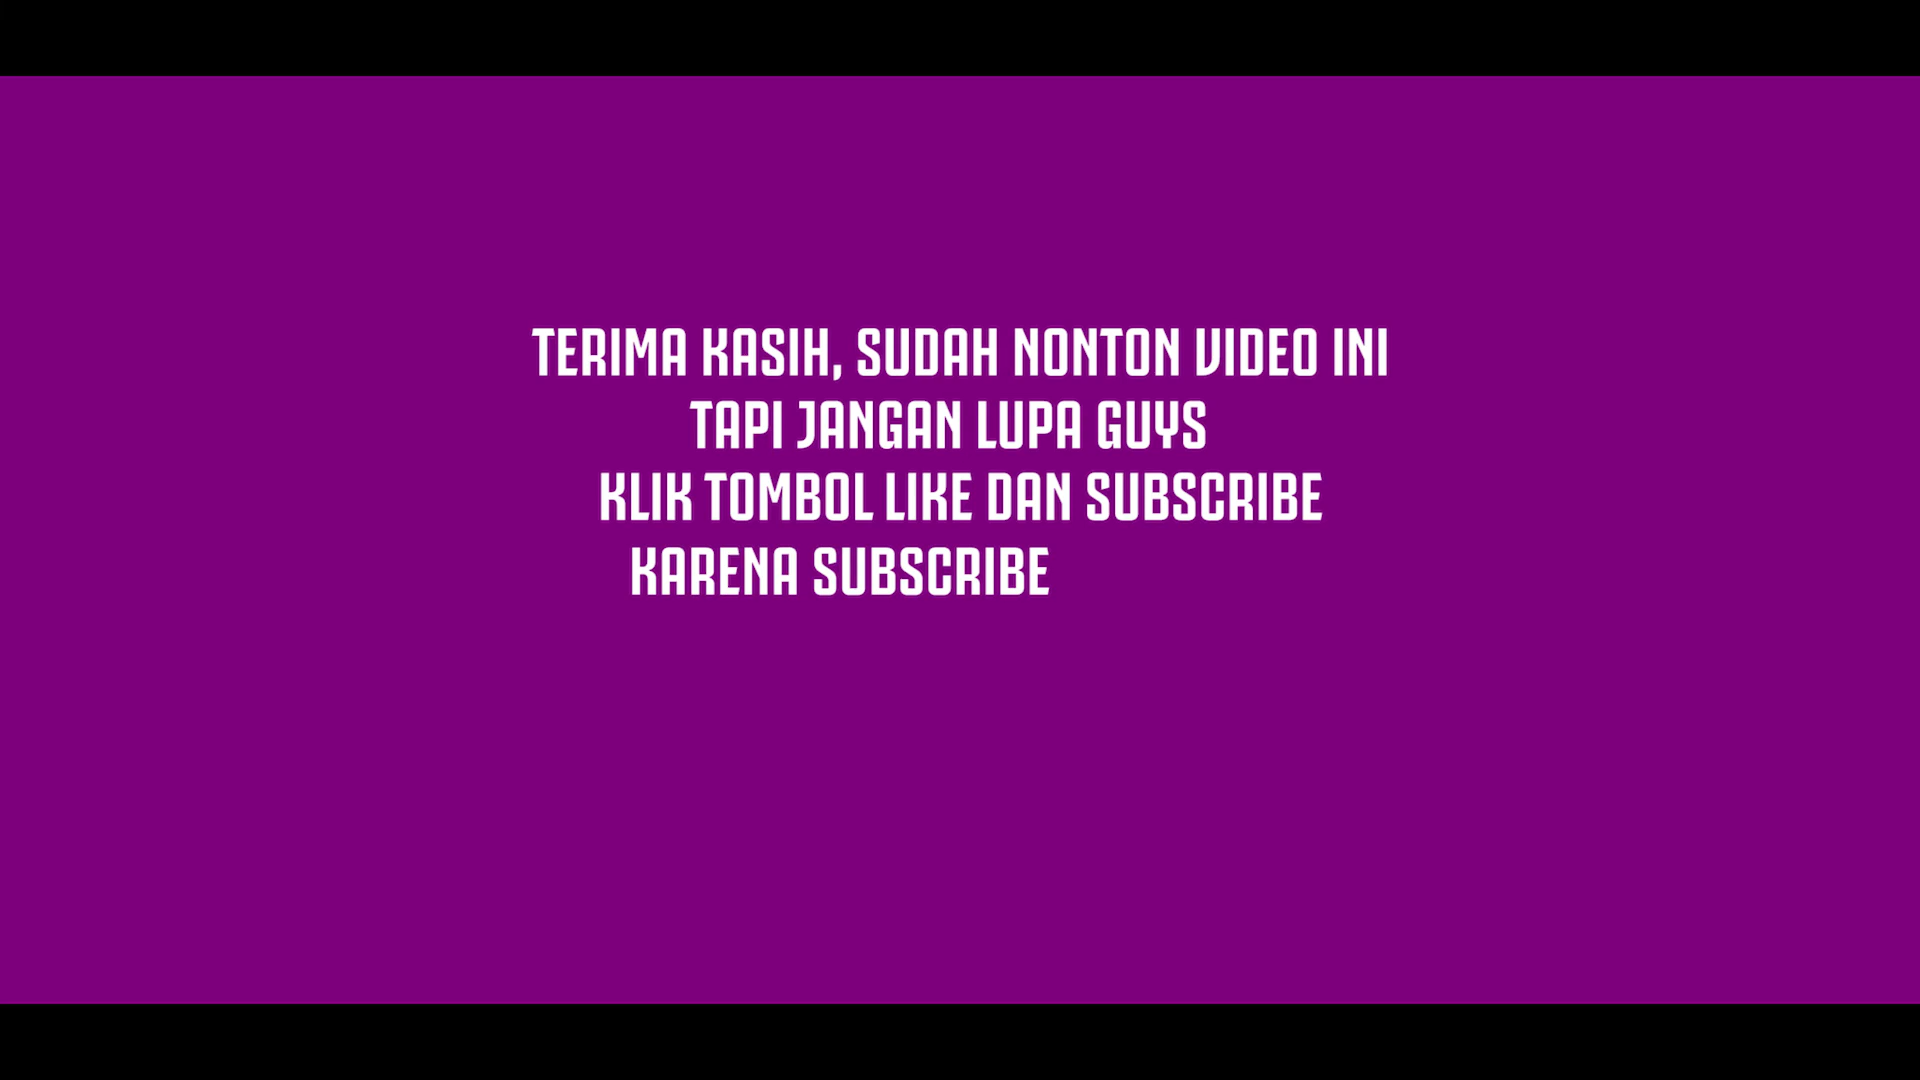 TERIMA KASIH, SUDAH NONTON VIDEO INI
TAPI JANGAN LUPA GUYS
KLIK TOMBOL LIKE DAN SUBSCRIBE
KARENA SUBSCRIBE